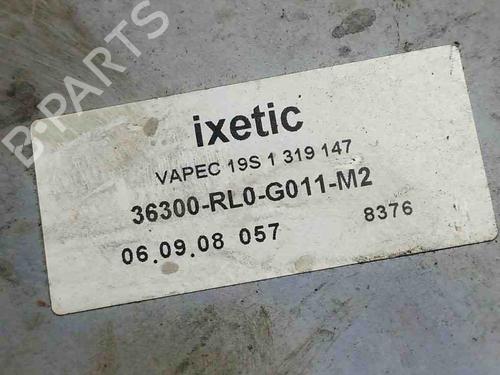 B-PARTS
ixetic
VAPEC 19S 1 319 147
36300-RL0-G011-M2
06.09.08 057 8376